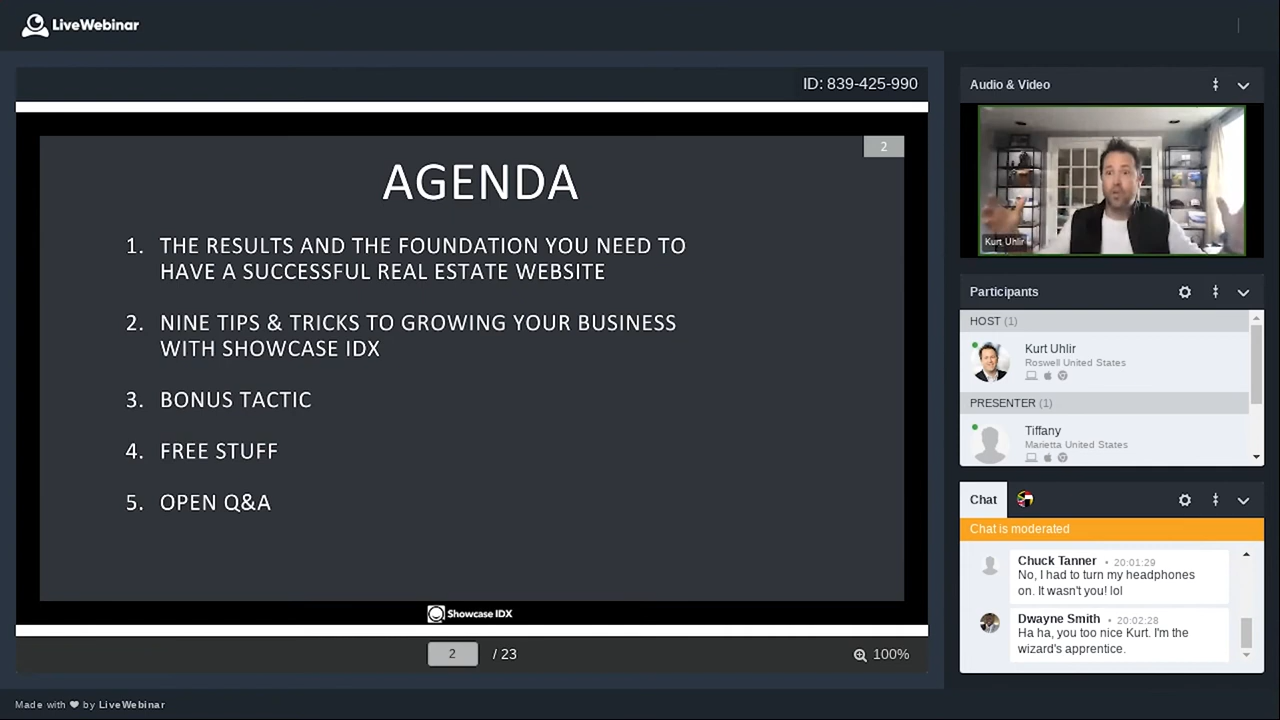 LiveWebinar
ID: 839-425-990
2
AGENDA
1. THE RESULTS AND THE FOUNDATION YOU NEED TO
HAVE A SUCCESSFUL REAL ESTATE WEBSITE
2. NINE TIPS & TRICKS TO GROWING YOUR BUSINESS
WITH SHOWCASE IDX
3. BONUS TACTIC
4. FREE STUFF
5. OPEN Q&A
Showcase IDX
2 / 23
100%
Audio & Video
Kurt Uhlir
Participants
HOST (1)
Kurt Uhlir
Roswell United States
PRESENTER (1)
Tiffany
Marietta United States
Chat
Chat is moderated
Chuck Tanner • 20:01:29
No, I had to turn my headphones
on. It wasn't you! lol
Dwayne Smith • 20:02:28
Ha ha, you too nice Kurt. I'm the
wizard's apprentice.
Made with ❤ by LiveWebinar